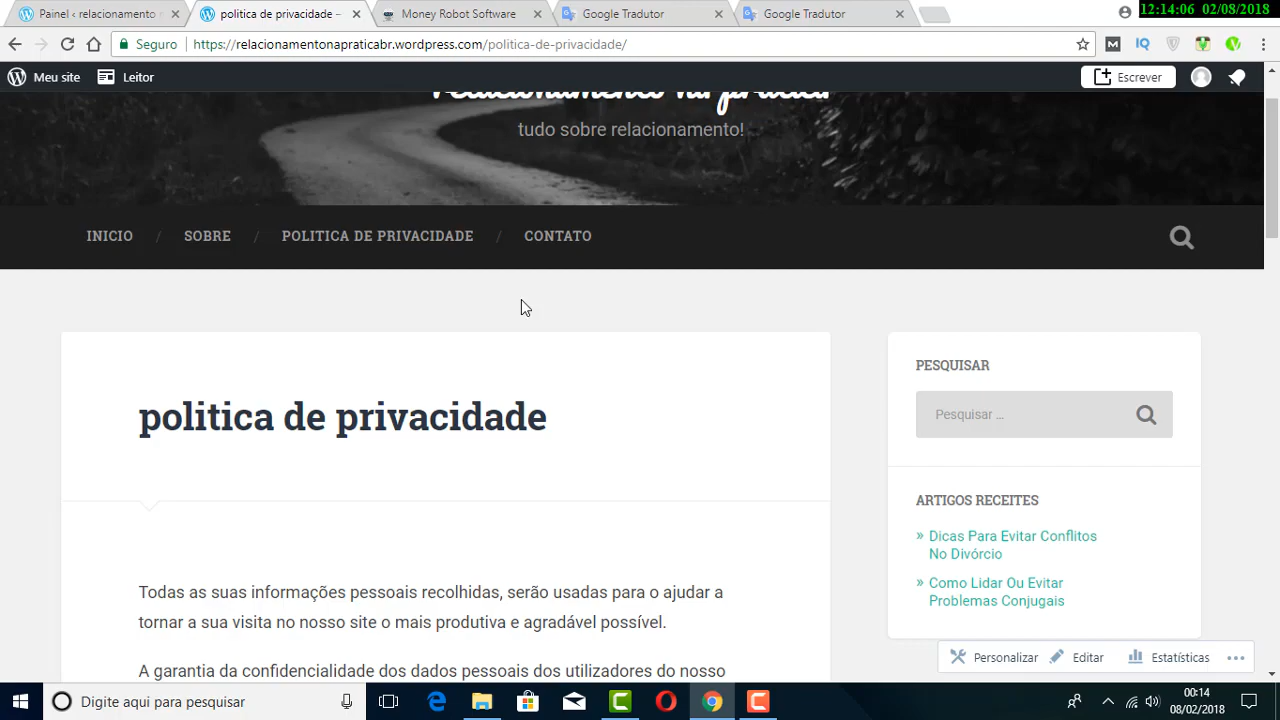 Painel ‹ relacionamento n
politica de privacidade –
Money Robot Software
Google Tradutor
Google Tradutor
12:14:06 02/08/2018
Seguro
https://relacionamentonapraticabr.wordpress.com/politica-de-privacidade/
Meu site
Leitor
Escrever
relacionamento na pratica
tudo sobre relacionamento!
INICIO / SOBRE / POLITICA DE PRIVACIDADE / CONTATO
politica de privacidade
Todas as suas informações pessoais recolhidas, serão usadas para o ajudar a
tornar a sua visita no nosso site o mais produtiva e agradável possível.
A garantia da confidencialidade dos dados pessoais dos utilizadores do nosso
PESQUISAR
Pesquisar …
ARTIGOS RECEITES
» Dicas Para Evitar Conflitos
No Divórcio
» Como Lidar Ou Evitar
Problemas Conjugais
Personalizar
Editar
Estatísticas
Digite aqui para pesquisar
00:14
08/02/2018